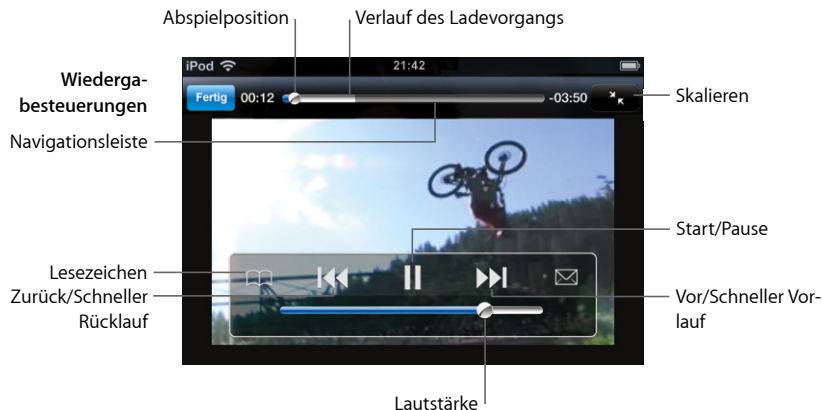 Abspielposition
Verlauf des Ladevorgangs
iPod
21:42
Wiederga-
besteuerungen
Fertig
00:12
-03:50
Skalieren
Navigationsleiste
Start/Pause
Lesezeichen
Zurück/Schneller
Rücklauf
Vor/Schneller Vor-
lauf
Lautstärke